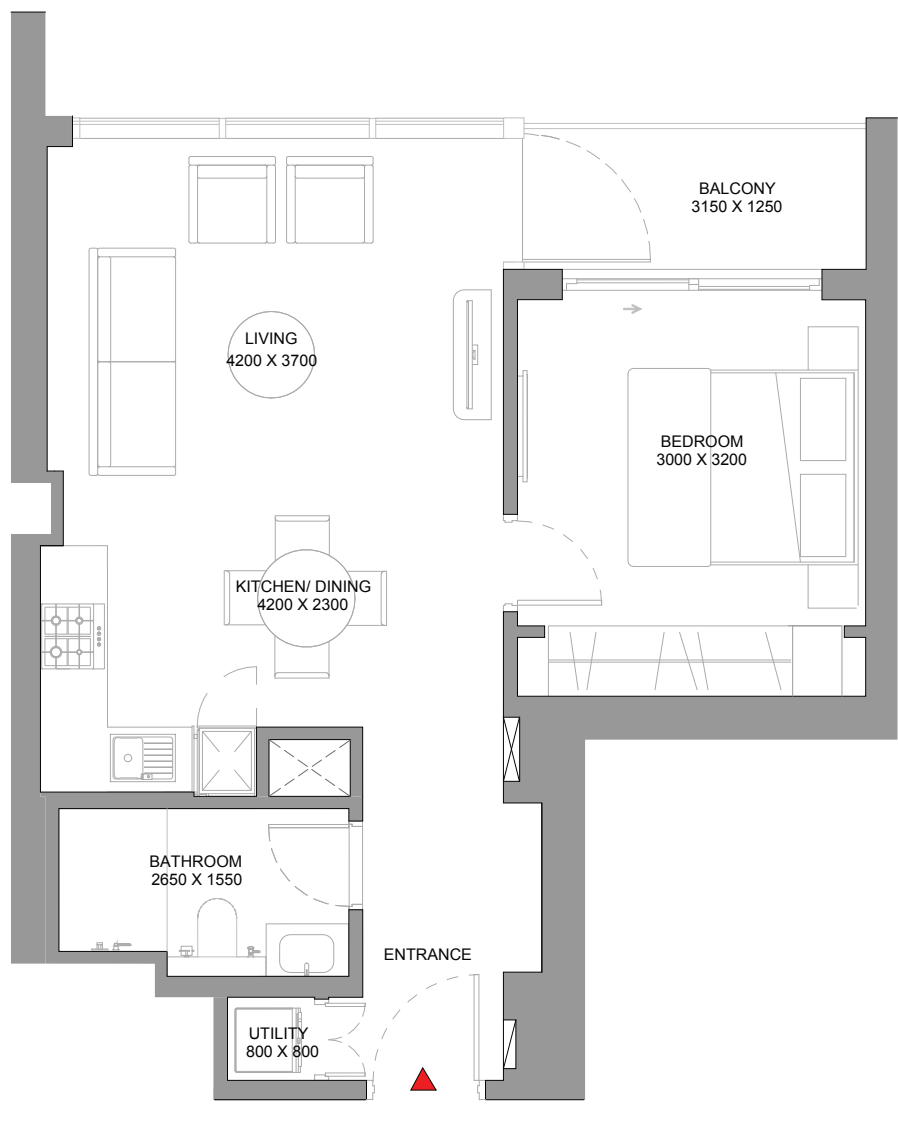 BALCONY
3150 X 1250
LIVING
4200 X 3700
BEDROOM
3000 X 3200
KITCHEN/ DINING
4200 X 2300
BATHROOM
2650 X 1550
ENTRANCE
UTILITY
800 X 800